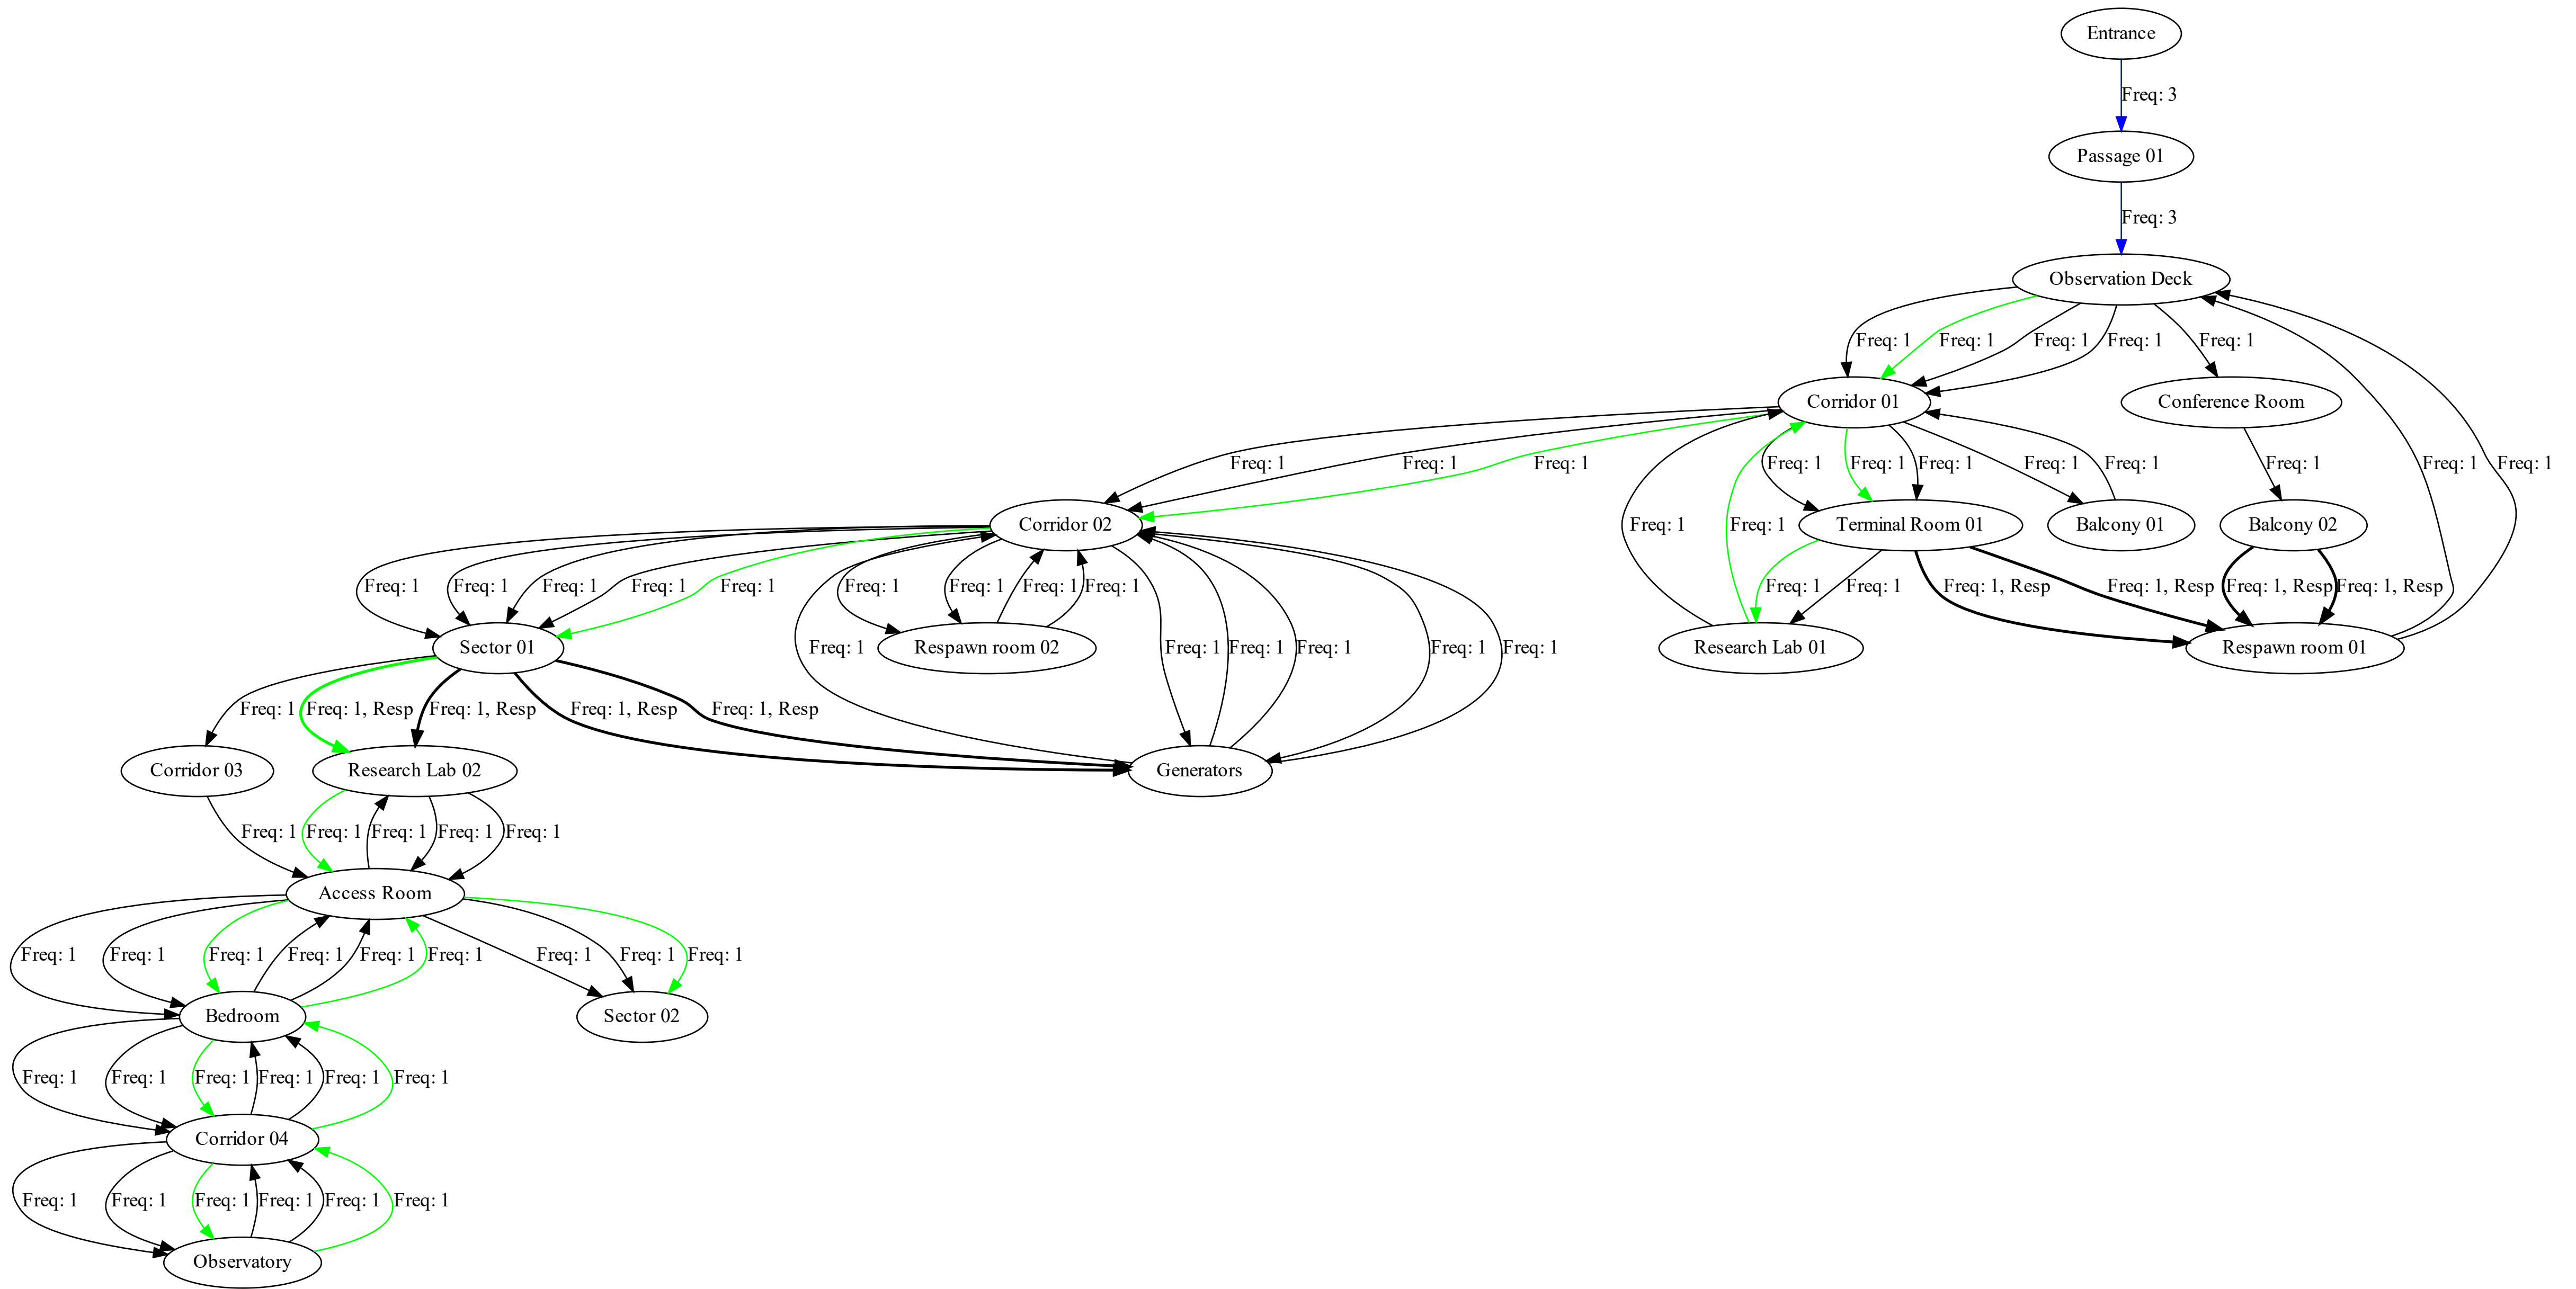 Entrance
Freq: 3
Passage 01
Freq: 3
Observation Deck
Freq: 1 Freq: 1 Freq: 1 Freq: 1 Freq: 1
Corridor 01 Conference Room
Freq: 1 Freq: 1 Freq: 1 Freq: 1 Freq: 1 Freq: 1 Freq: 1 Freq: 1 Freq: 1 Freq: 1 Freq: 1 Freq: 1
Corridor 02 Terminal Room 01 Balcony 01 Balcony 02
Freq: 1 Freq: 1 Freq: 1 Freq: 1 Freq: 1 Freq: 1 Freq: 1 Freq: 1 Freq: 1 Freq: 1 Freq: 1 Freq: 1, Resp Freq: 1, Resp Freq: 1, Resp Freq: 1, Resp
Sector 01 Freq: 1 Respawn room 02 Freq: 1 Freq: 1 Freq: 1 Freq: 1 Freq: 1 Research Lab 01 Respawn room 01
Freq: 1 Freq: 1, Resp Freq: 1, Resp Freq: 1, Resp Freq: 1, Resp
Corridor 03 Research Lab 02 Generators
Freq: 1 Freq: 1 Freq: 1 Freq: 1 Freq: 1
Access Room
Freq: 1 Freq: 1 Freq: 1 Freq: 1 Freq: 1 Freq: 1 Freq: 1 Freq: 1 Freq: 1
Bedroom Sector 02
Freq: 1 Freq: 1 Freq: 1 Freq: 1 Freq: 1 Freq: 1
Corridor 04
Freq: 1 Freq: 1 Freq: 1 Freq: 1 Freq: 1 Freq: 1
Observatory